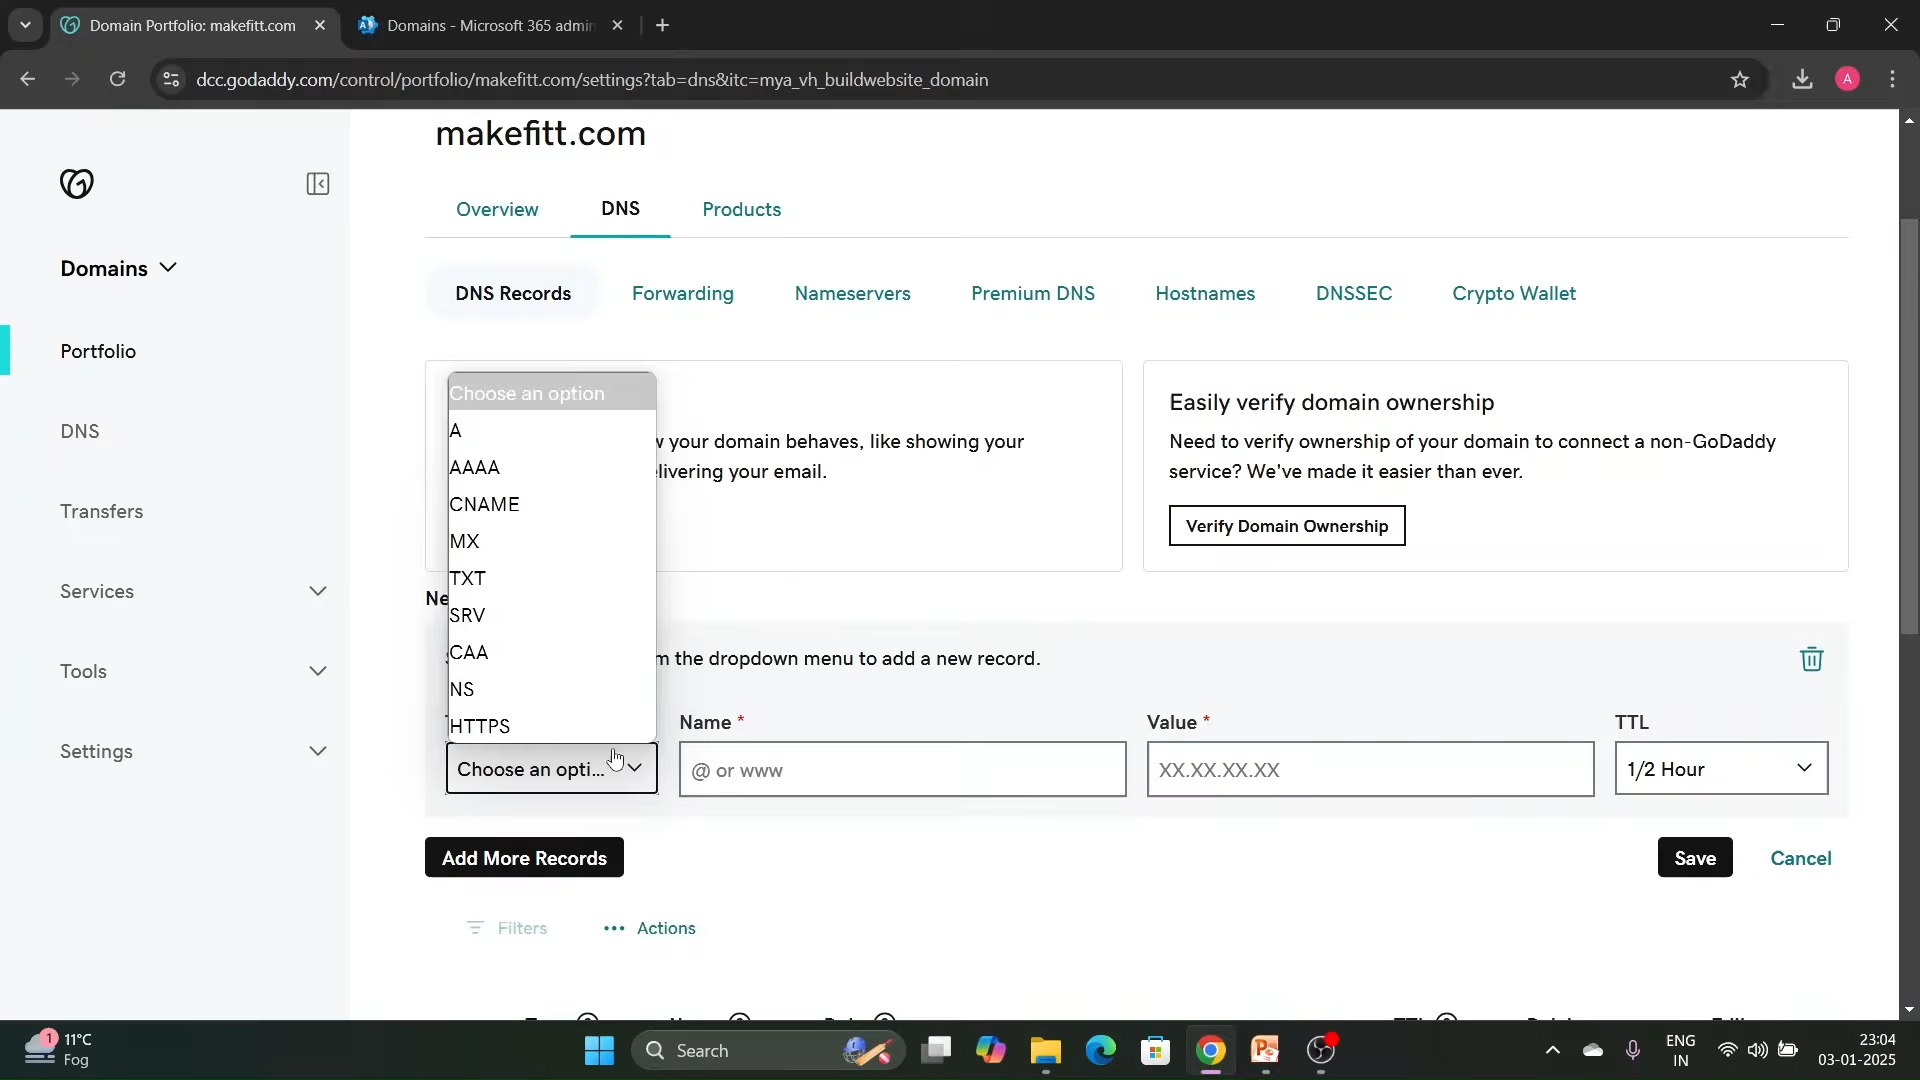 Domain Portfolio: makefitt.com
Domains - Microsoft 365 admin
dcc.godaddy.com/control/portfolio/makefitt.com/settings?tab=dns&itc=mya_vh_buildwebsite_domain
A
makefitt.com
Overview
DNS
Products
Domains
DNS Records
Forwarding
Nameservers
Premium DNS
Hostnames
DNSSEC
Crypto Wallet
Portfolio
DNS
Transfers
Services
Tools
Settings
Choose an option
A
AAAA
CNAME
MX
TXT
SRV
CAA
NS
HTTPS
your domain behaves, like showing your
livering your email.
Easily verify domain ownership
Need to verify ownership of your domain to connect a non-GoDaddy
service? We've made it easier than ever.
Verify Domain Ownership
Ne
m the dropdown menu to add a new record.
Name *
Value *
TTL
Choose an opti...
@ or www
XX.XX.XX.XX
1/2 Hour
Add More Records
Save
Cancel
Filters
Actions
1
11°C
Fog
Search
ENG
IN
23:04
03-01-2025